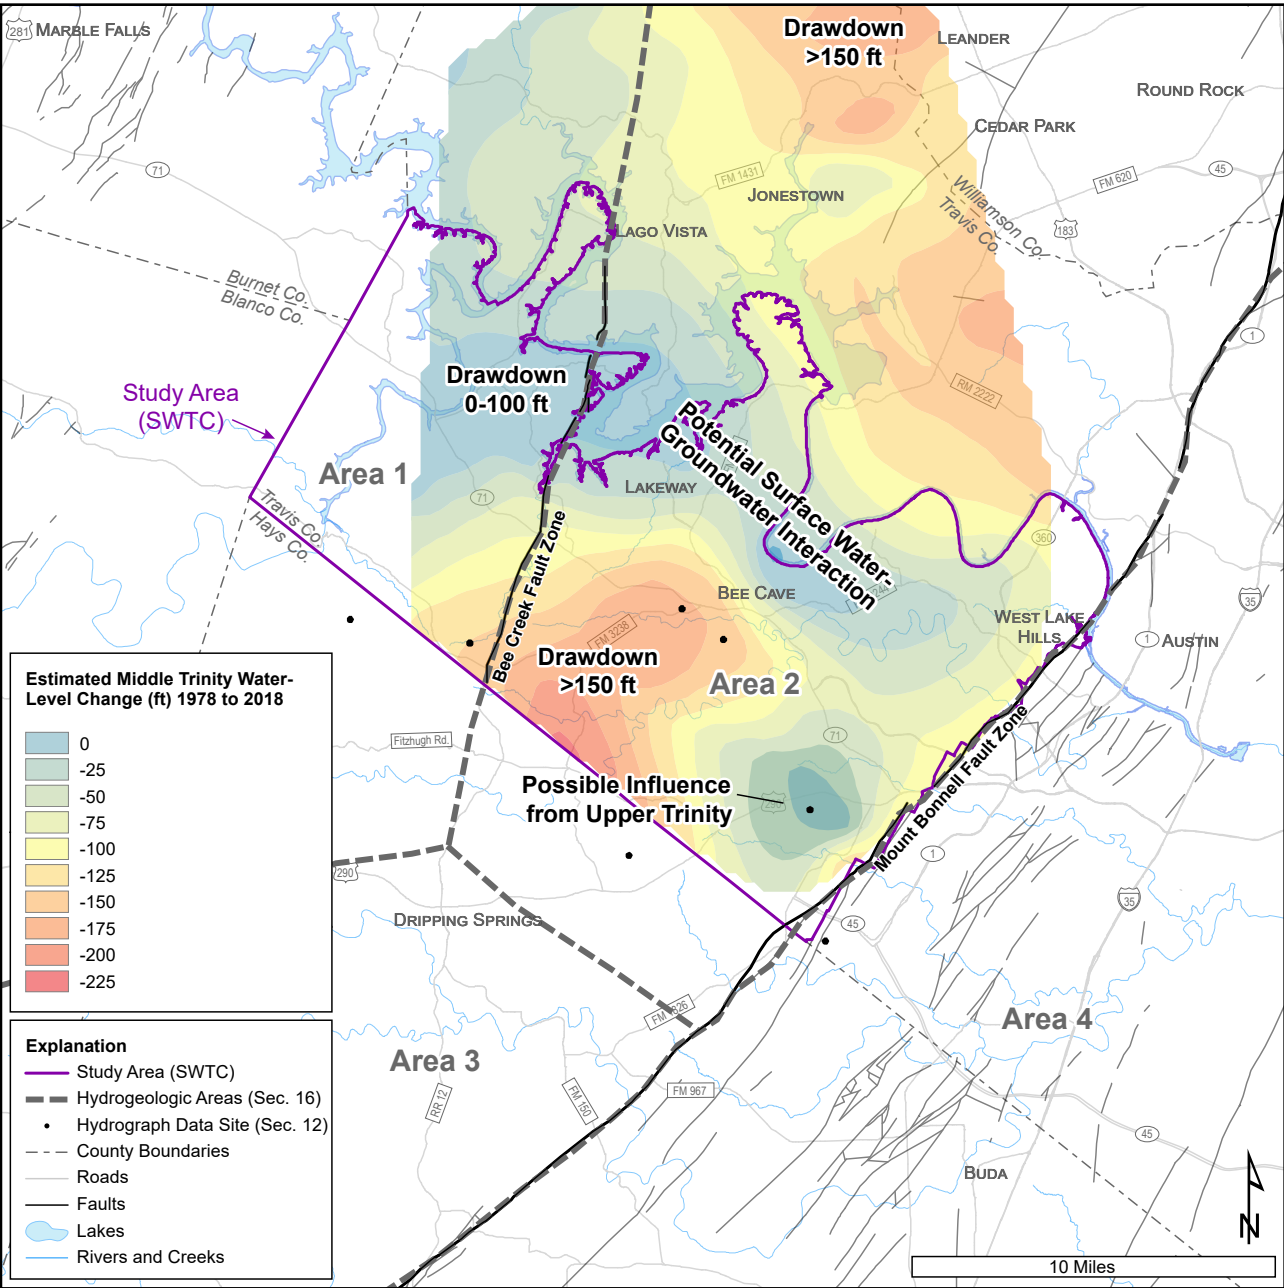 281
MARBLE FALLS
Drawdown
>150 ft
LEANDER
ROUND ROCK
CEDAR PARK
71
FM 1431
JONESTOWN
FM 620
45
Williamson Co.
Travis Co.
183
LAGO VISTA
Burnet Co.
Blanco Co.
1
Study Area
(SWTC)
Drawdown
0-100 ft
RM 2222
Potential Surface Water-
Groundwater Interaction
Area 1
LAKEWAY
71
Travis Co.
Hays Co.
360
Bee Creek Fault Zone
BEE CAVE
244
35
WEST LAKE
HILLS
1
AUSTIN
FM 3238
Drawdown
>150 ft
Area 2
Estimated Middle Trinity Water-
Level Change (ft) 1978 to 2018
0
-25
-50
-75
-100
-125
-150
-175
-200
-225
Fitzhugh Rd.
71
Mount Bonnell Fault Zone
Possible Influence
from Upper Trinity
290
1
290
35
DRIPPING SPRINGS
45
FM 1826
Area 4
Area 3
Explanation
Study Area (SWTC)
Hydrogeologic Areas (Sec. 16)
Hydrograph Data Site (Sec. 12)
County Boundaries
Roads
Faults
Lakes
Rivers and Creeks
RR 12
FM 150
FM 967
45
BUDA
N
10 Miles